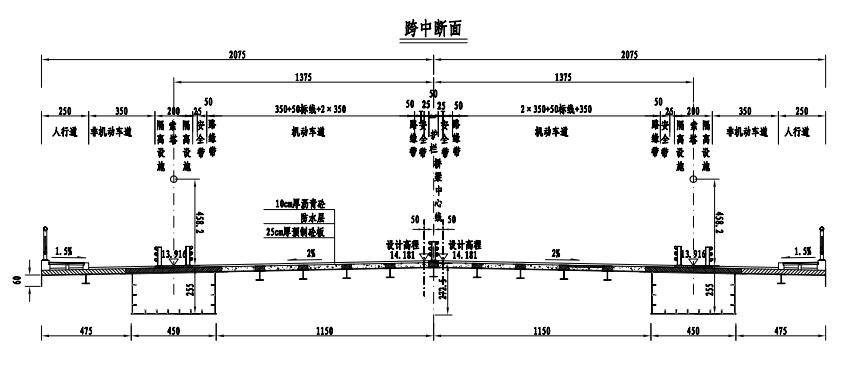 跨中断面
2075 2075
1375 1375
50
250 350 200 25 50 350+50标线+2×350 50 25 25 50 2×350+50标线+350 50 25 200 350 250
人行道 非机动车道 隔离设施 索塔 隔离设施 安全带 路缘带 机动车道 路缘带 安全带 护栏 安全带 路缘带 机动车道 路缘带 安全带 隔离设施 索塔 隔离设施 非机动车道 人行道
桥梁中心线
458.2 458.2
10cm厚沥青砼
防水层
25cm厚预制砼板
50 50
设计高程 设计高程
14.181 14.181
1.5% 13.916 2% 2% 13.916 1.5%
60 255 272.5 255
475 450 1150 1150 450 475